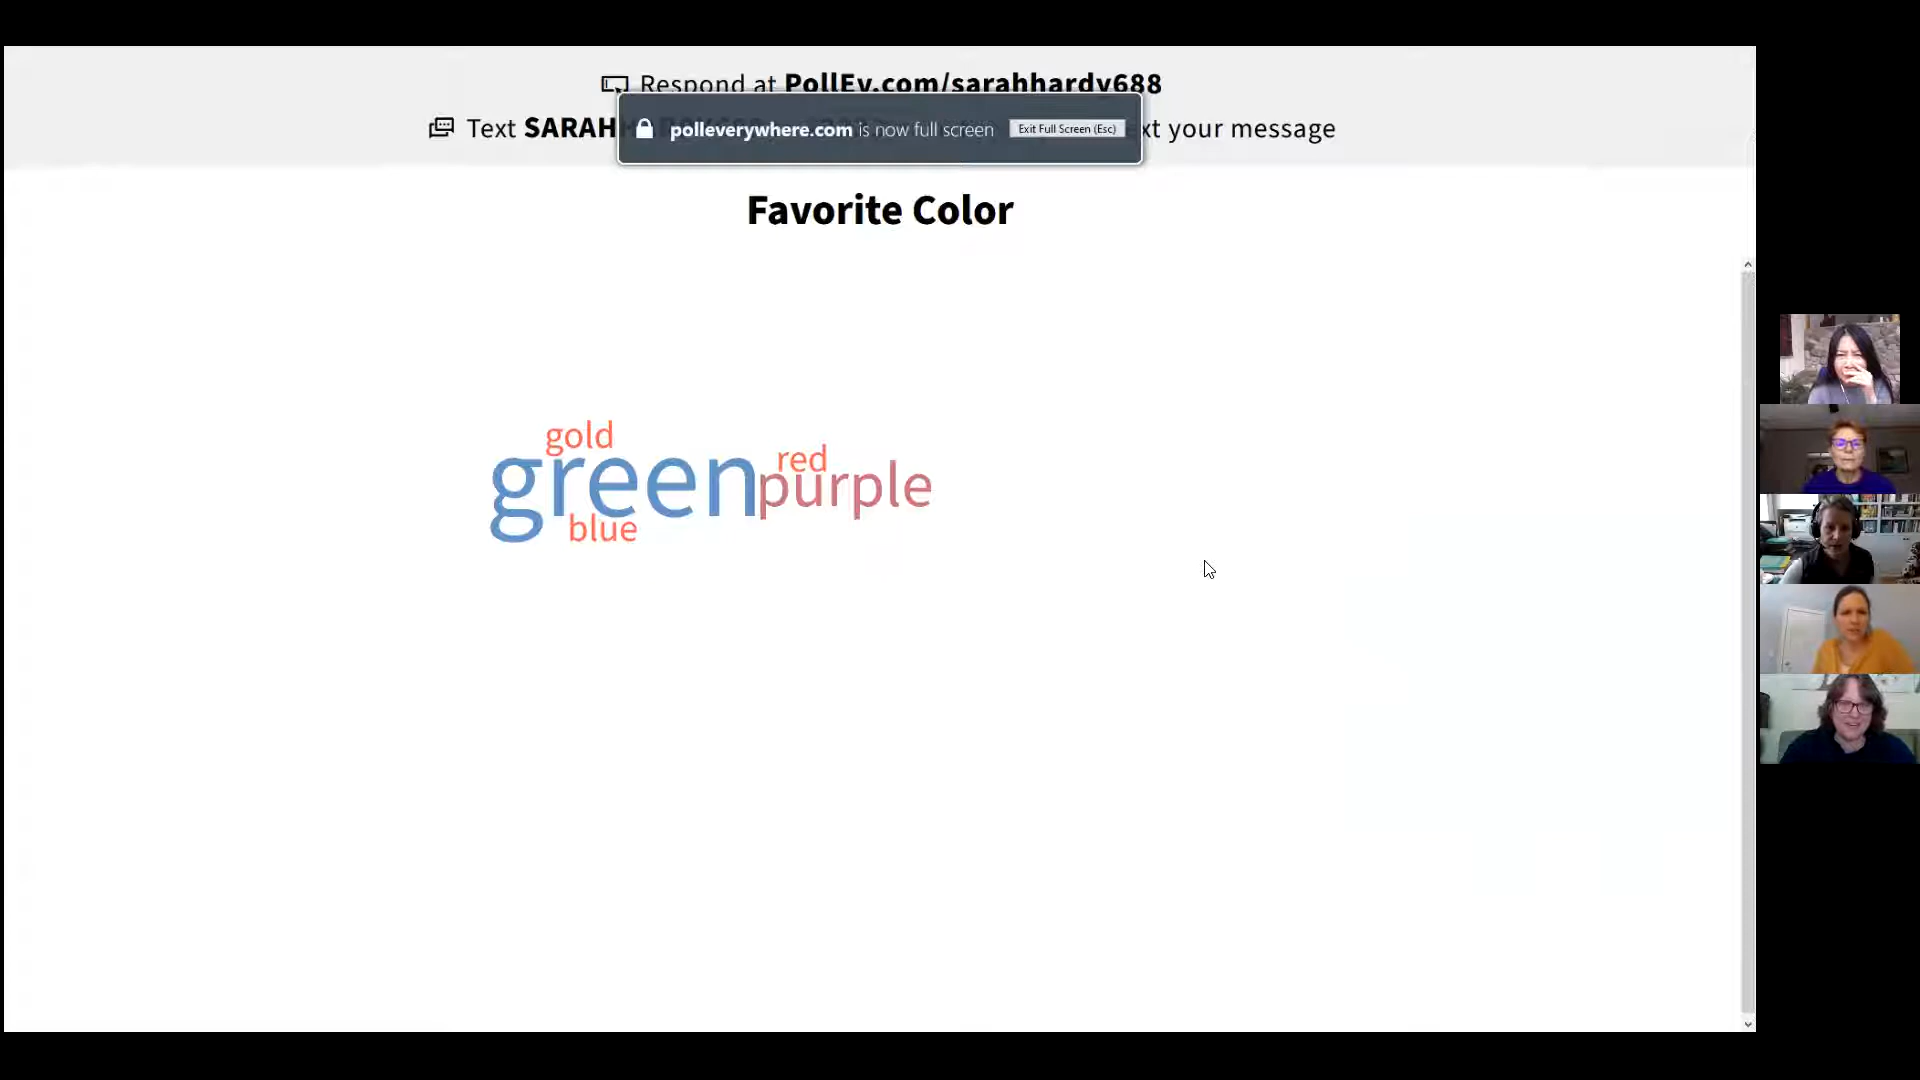 Respond at PollEv.com/sarahhardy688
Text SARAH
xt your message
polleverywhere.com is now full screen
Exit Full Screen (Esc)
Favorite Color
gold
green
red
purple
blue